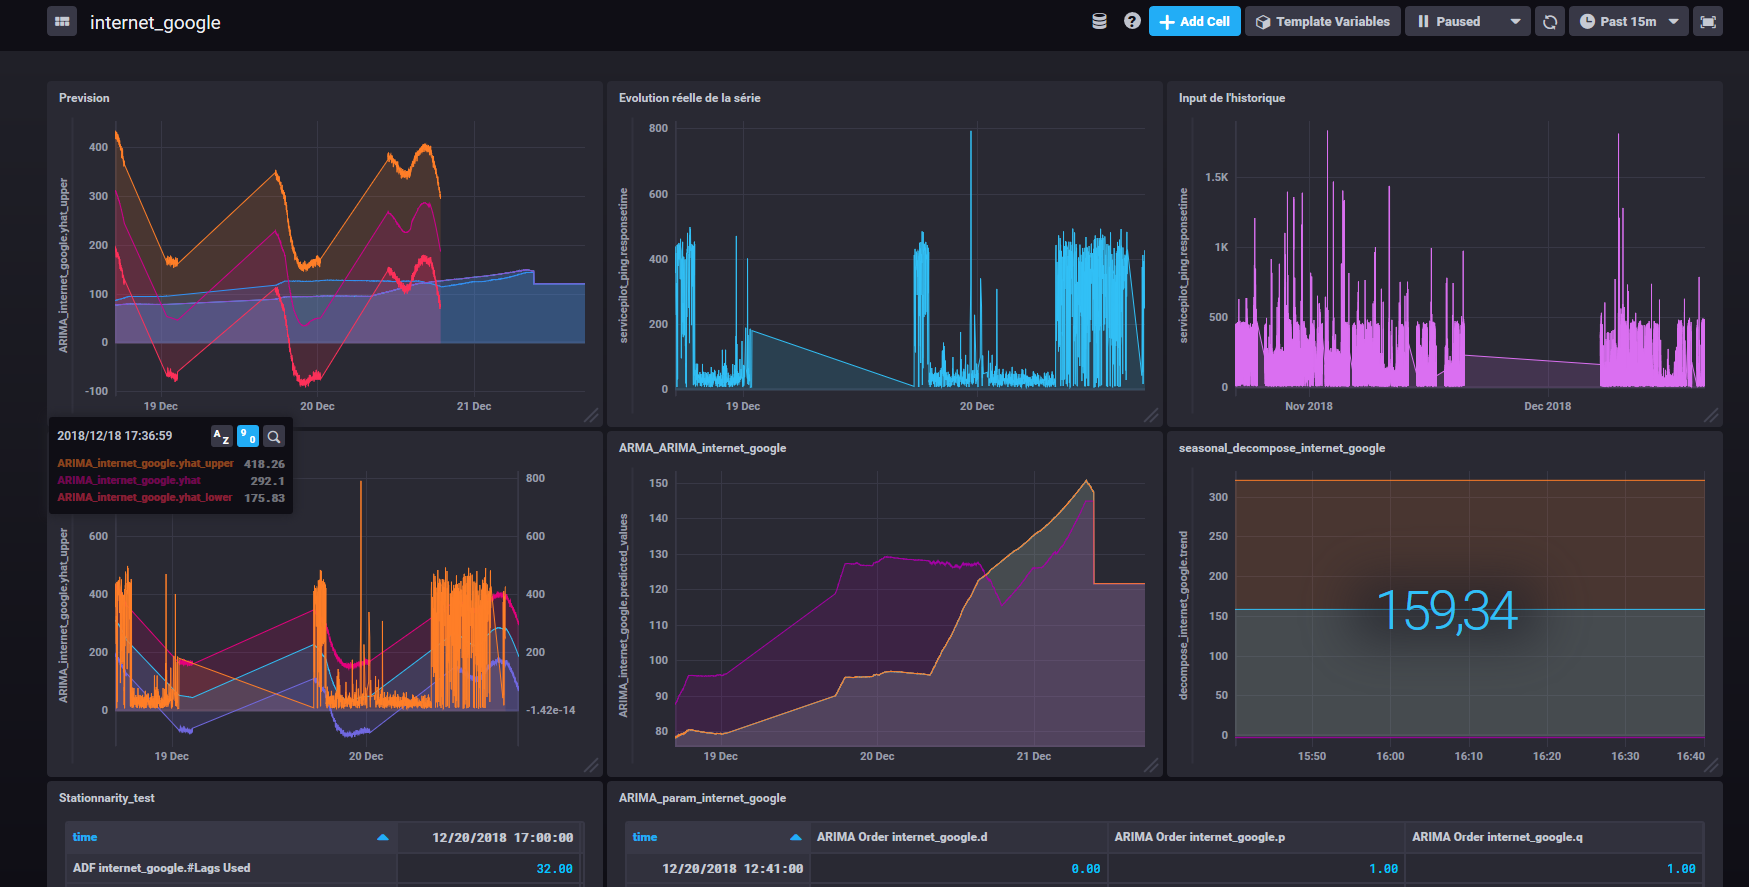 internet_google
Add Cell
Template Variables
Paused
Past 15m
Prevision
ARIMA_internet_google.yhat_upper
400
300
200
100
0
-100
19 Dec
20 Dec
21 Dec
Evolution réelle de la série
servicepilot_ping.responsetime
800
600
400
200
0
19 Dec
20 Dec
Input de l'historique
servicepilot_ping.responsetime
1.5K
1K
500
0
Nov 2018
Dec 2018
2018/12/18 17:36:59
A Z
9 0
ARIMA_internet_google.yhat_upper 418.26
ARIMA_internet_google.yhat 292.1
ARIMA_internet_google.yhat_lower 175.83
ARIMA_internet_google.yhat_upper
600
400
200
0
800
600
400
200
-1.42e-14
19 Dec
20 Dec
ARMA_ARIMA_internet_google
ARIMA_internet_google.predicted_values
150
140
130
120
110
100
90
80
19 Dec
20 Dec
21 Dec
seasonal_decompose_internet_google
decompose_internet_google.trend
300
250
200
150
100
50
0
159,34
15:50
16:00
16:10
16:20
16:30
16:40
Stationnarity_test
time 12/20/2018 17:00:00
ADF internet_google.#Lags Used 32.00
ARIMA_param_internet_google
time ARIMA Order internet_google.d ARIMA Order internet_google.p ARIMA Order internet_google.q
12/20/2018 12:41:00 0.00 1.00 1.00